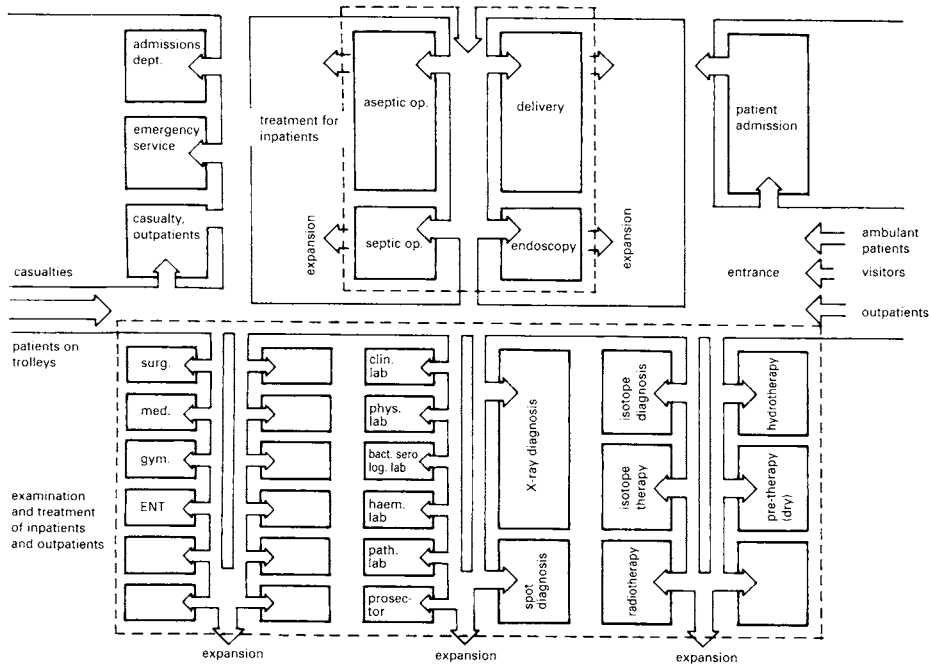 admissions
dept.
emergency
service
casualty,
outpatients
treatment for
inpatients
aseptic op.
delivery
septic op.
endoscopy
expansion
expansion
patient
admission
ambulant
patients
entrance
visitors
outpatients
casualties
patients on
trolleys
examination
and treatment
of inpatients
and outpatients
surg.
med.
gym.
ENT
clin.
lab
phys.
lab
bact. sero
log. lab
haem.
lab
path.
lab
prosec-
tor
X-ray diagnosis
spot
diagnosis
isotope
diagnosis
isotope
therapy
radiotherapy
hydrotherapy
pre-therapy
(dry)
expansion
expansion
expansion